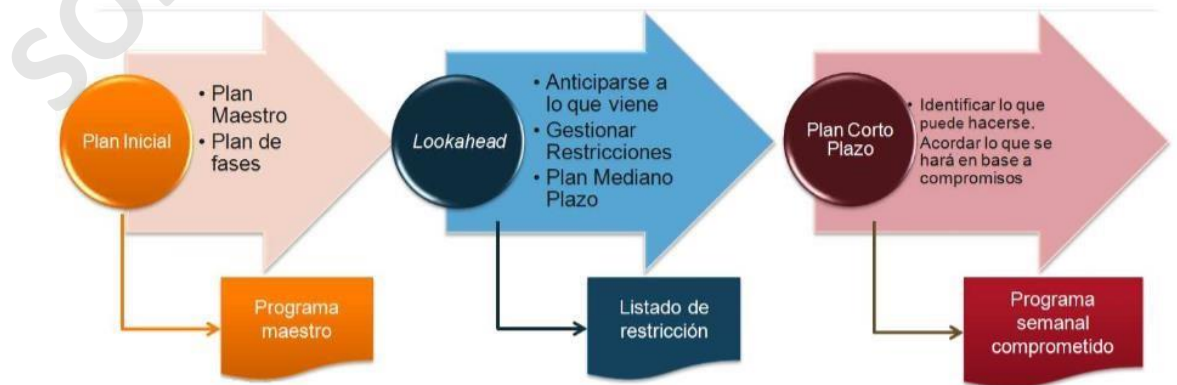 SO
Plan Inicial
• Plan
Maestro
• Plan de
fases
Lookahead
• Anticiparse a
lo que viene
• Gestionar
Restricciones
• Plan Mediano
Plazo
Plan Corto
Plazo
• Identificar lo que
puede hacerse.
Acordar lo que se
hará en base a
compromisos
Programa
maestro
Listado de
restricción
Programa
semanal
comprometido